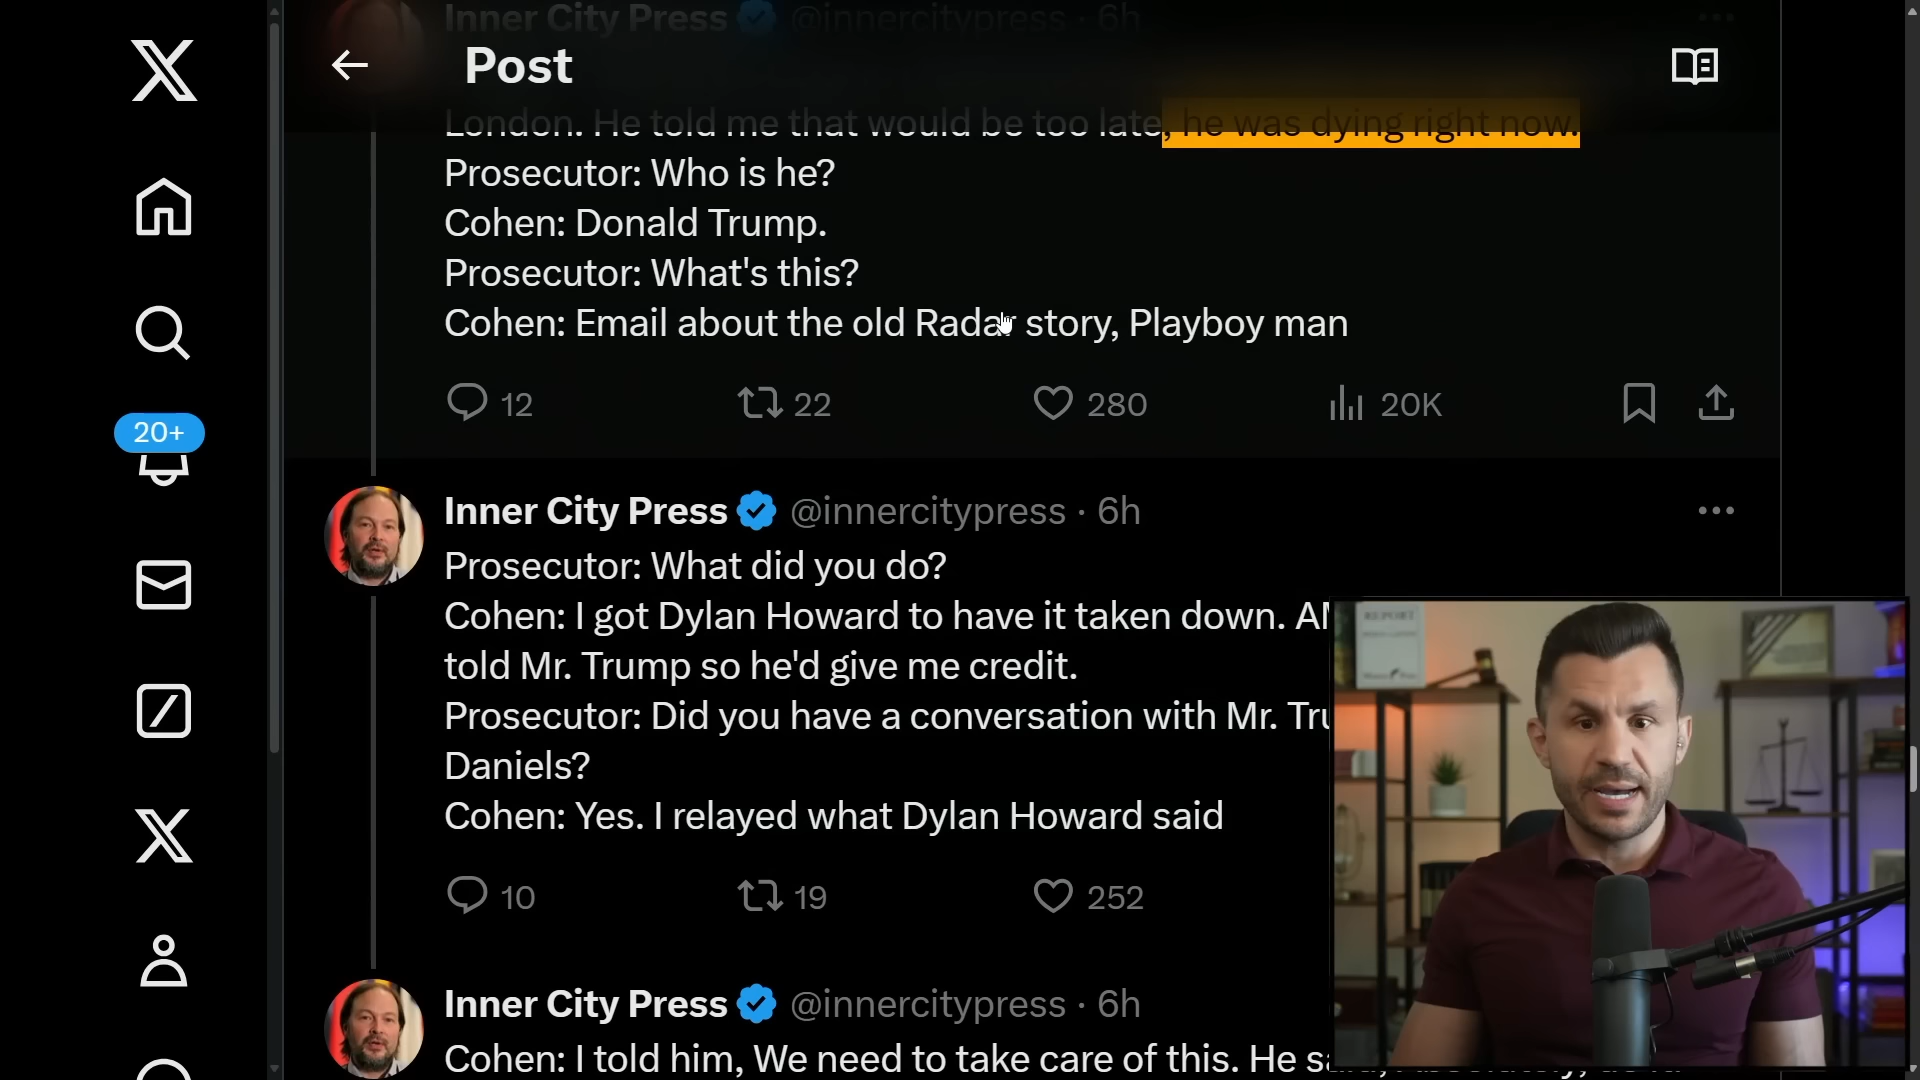 Inner City Press @innercitypress · 6h
Post
London. He told me that would be too late, he was dying right now.
Prosecutor: Who is he?
Cohen: Donald Trump.
Prosecutor: What's this?
Cohen: Email about the old Radar story, Playboy man
12 22 280 20K
20+
Inner City Press @innercitypress · 6h
Prosecutor: What did you do?
Cohen: I got Dylan Howard to have it taken down.
told Mr. Trump so he'd give me credit.
Prosecutor: Did you have a conversation with Mr.
Daniels?
Cohen: Yes. I relayed what Dylan Howard said
10 19 252
REPORT
Inner City Press @innercitypress · 6h
Cohen: I told him, We need to take care of this. He